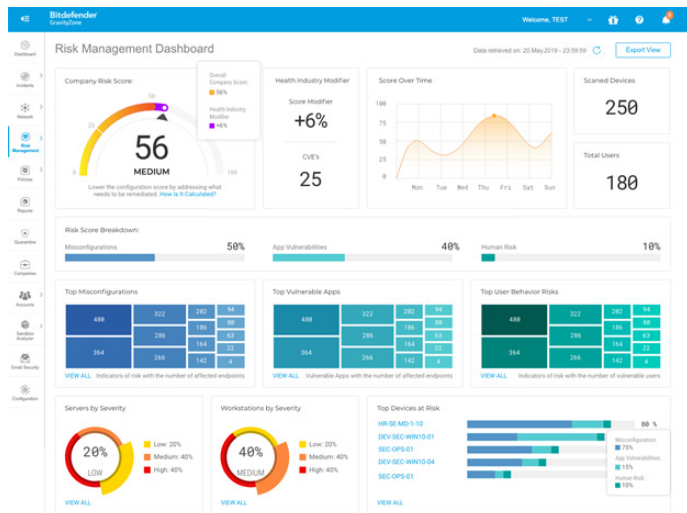 Bitdefender
GravityZone
Welcome, TEST
Dashboard
Incidents
Network
Risk
Management
Policies
Reports
Quarantine
Companies
Accounts
Sandbox
Analyzer
Email Security
Configuration
Risk Management Dashboard
Data retrieved on: 20.May.2019 - 23:59:59
Export View
Company Risk Score:
0
25
50
100
56
MEDIUM
Lower the configuration score by addressing what
needs to be remediated. How Is It Calculated?
Overall
Company Score:
56%
Health Industry
Modifier
+6%
Health Industry Modifier
Score Modifier
+6%
CVE's
25
Score Over Time
100
75
50
25
0
Mon Tue Wed Thu Fri Sat Sun
Scaned Devices
250
Total Users
180
Risk Score Breakdown:
Misconfigurations 50%
App Vulnerabilities 40%
Human Risk 10%
Top Misconfigurations
480 322 202 94
88
186
286 63
164
364 22
266 142 4
VIEW ALL Indicators of risk with the number of affected endpoints
Top Vulnerable Apps
480 322 202 94
88
186
286 63
164
364 22
266 142 4
VIEW ALL Vulnerable Apps with the number of affected endpoints
Top User Behavior Risks
480 322 202 94
88
186
286 63
164
364 22
266 142 4
VIEW ALL Indicators of risk with the number of vulnerable users
Servers by Severity
20%
LOW
Low: 20%
Medium: 40%
High: 40%
VIEW ALL
Workstations by Severity
40%
MEDIUM
Low: 20%
Medium: 40%
High: 40%
VIEW ALL
Top Devices at Risk
HR-SE-MD-1-10 80 %
DEV-SEC-WIN10-01
SEC-OPS-01
DEV-SEC-WIN10-04
SEC-OPS-01
Misconfiguration:
75%
App Vulnerabilities:
15%
Human Risk:
10%
VIEW ALL